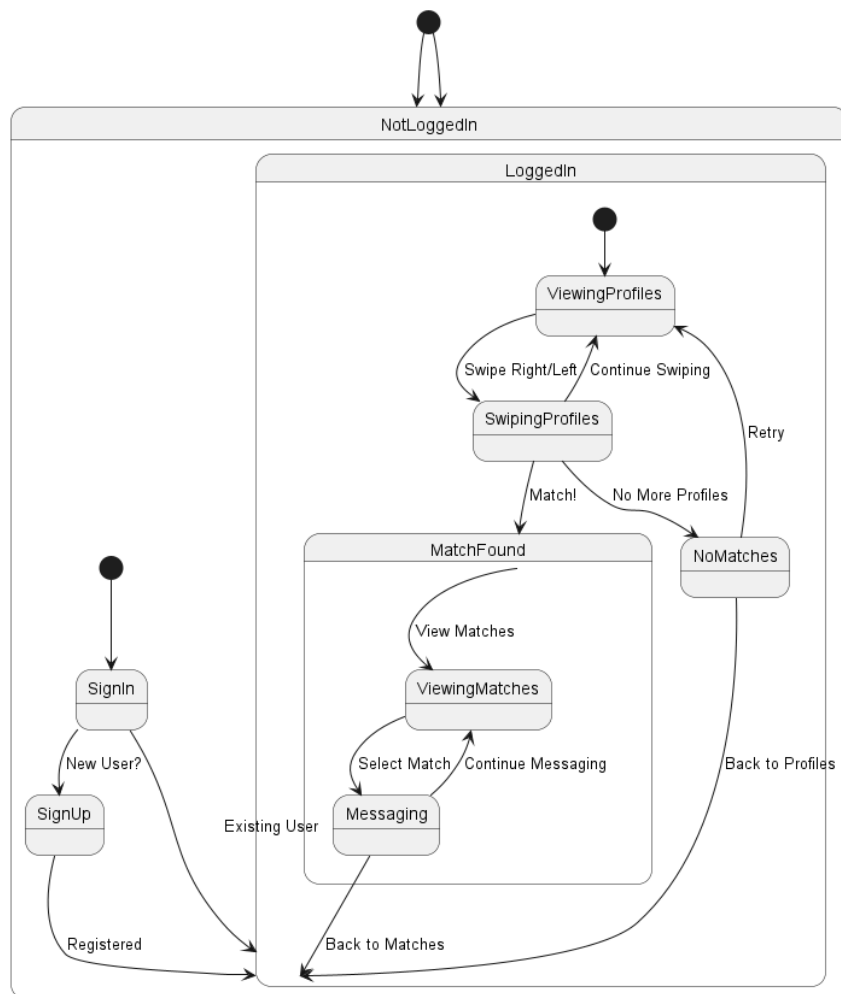 NotLoggedIn
LoggedIn
ViewingProfiles
Swipe Right/Left
Continue Swiping
SwipingProfiles
Retry
Match!
No More Profiles
MatchFound
NoMatches
View Matches
SignIn
ViewingMatches
New User?
Select Match
Continue Messaging
Back to Profiles
SignUp
Messaging
Existing User
Registered
Back to Matches